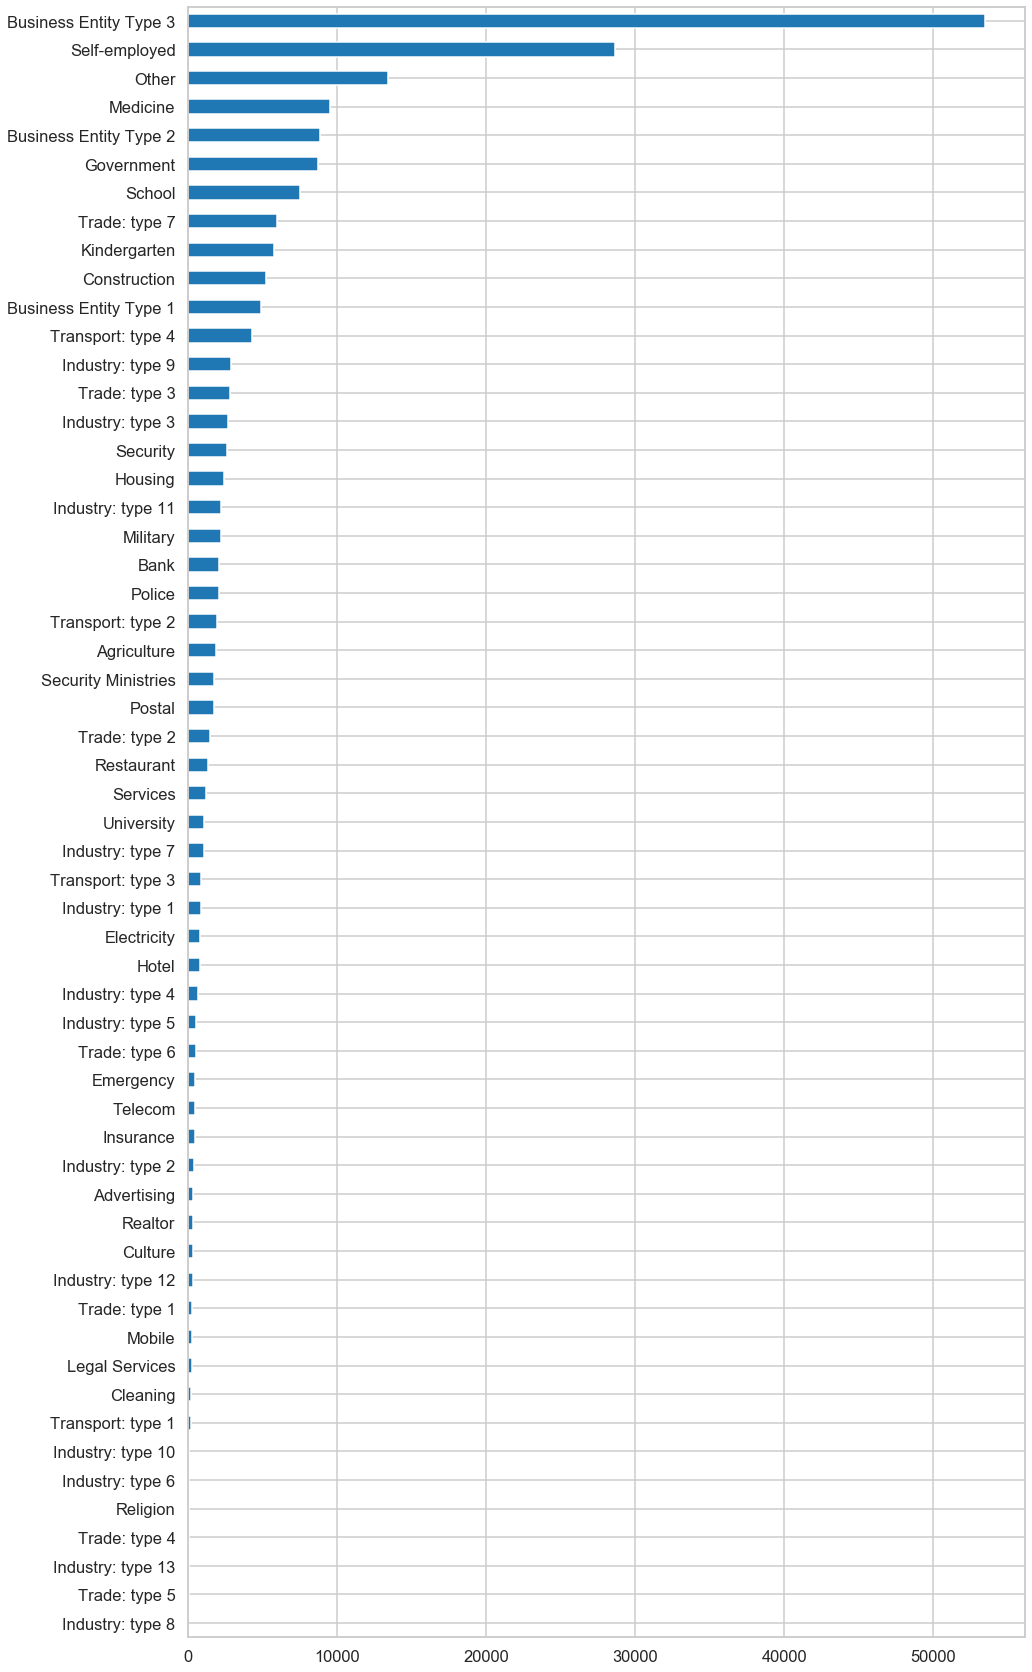 Business Entity Type 3
Self-employed
Other
Medicine
Business Entity Type 2
Government
School
Trade: type 7
Kindergarten
Construction
Business Entity Type 1
Transport: type 4
Industry: type 9
Trade: type 3
Industry: type 3
Security
Housing
Industry: type 11
Military
Bank
Police
Transport: type 2
Agriculture
Security Ministries
Postal
Trade: type 2
Restaurant
Services
University
Industry: type 7
Transport: type 3
Industry: type 1
Electricity
Hotel
Industry: type 4
Industry: type 5
Trade: type 6
Emergency
Telecom
Insurance
Industry: type 2
Advertising
Realtor
Culture
Industry: type 12
Trade: type 1
Mobile
Legal Services
Cleaning
Transport: type 1
Industry: type 10
Industry: type 6
Religion
Trade: type 4
Industry: type 13
Trade: type 5
Industry: type 8
0 10000 20000 30000 40000 50000